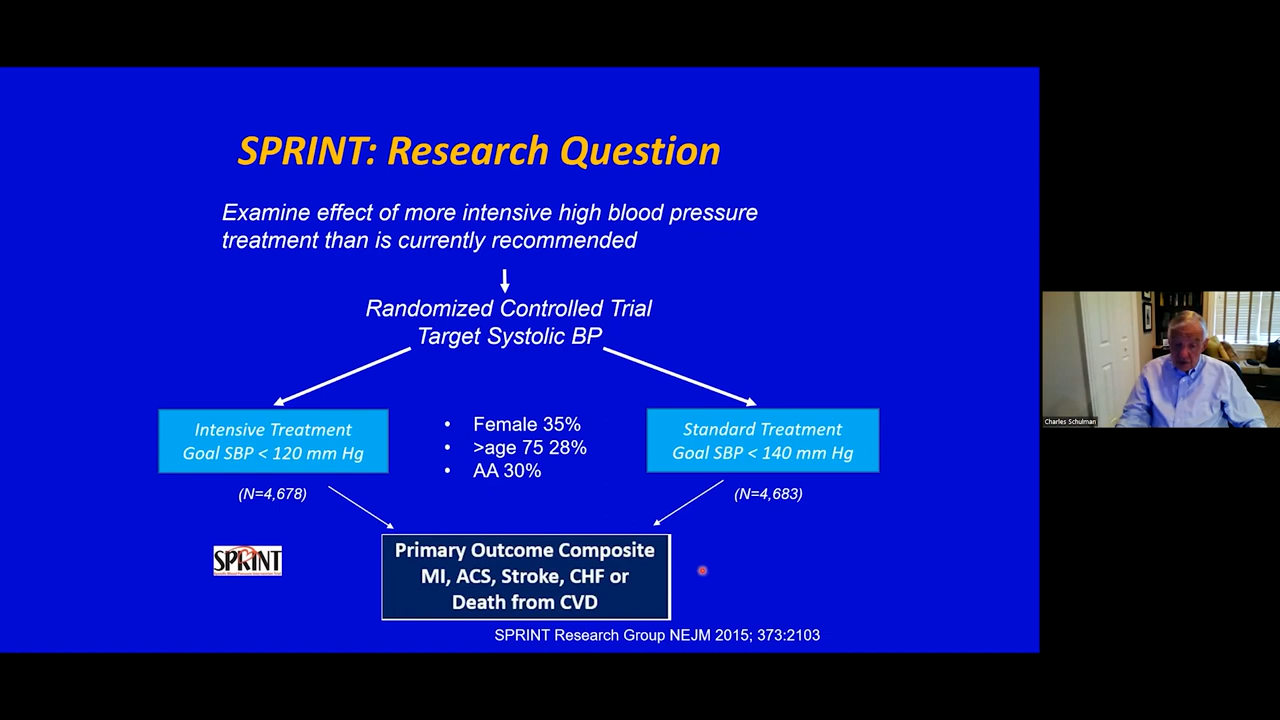 SPRINT: Research Question
Examine effect of more intensive high blood pressure
treatment than is currently recommended
Randomized Controlled Trial
Target Systolic BP
Intensive Treatment
Goal SBP < 120 mm Hg
(N=4,678)
• Female 35%
• >age 75 28%
• AA 30%
Standard Treatment
Goal SBP < 140 mm Hg
(N=4,683)
SPRINT
Primary Outcome Composite
MI, ACS, Stroke, CHF or
Death from CVD
SPRINT Research Group NEJM 2015; 373:2103
Charles Schulman